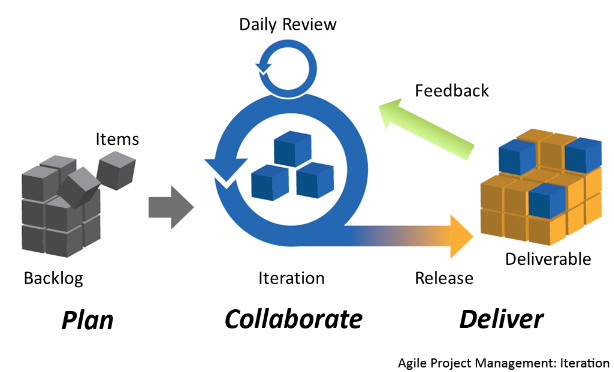 Daily Review
Feedback
Items
Backlog
Iteration
Release
Deliverable
Plan
Collaborate
Deliver
Agile Project Management: Iteration